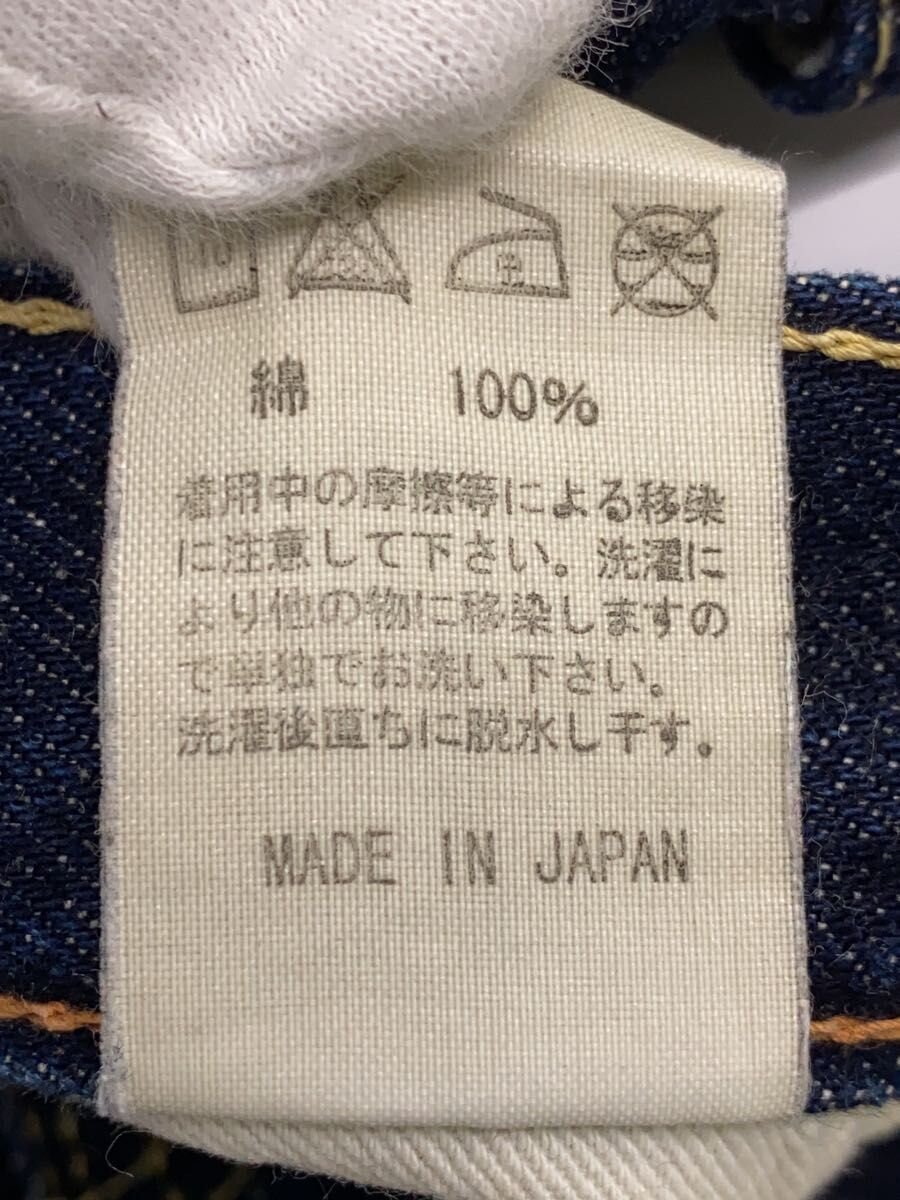 中
綿 100%
着用中の摩擦等による移染
に注意して下さい。洗濯に
より他の物に移染しますの
で単独でお洗い下さい。
洗濯後直ちに脱水し干す。
MADE IN JAPAN